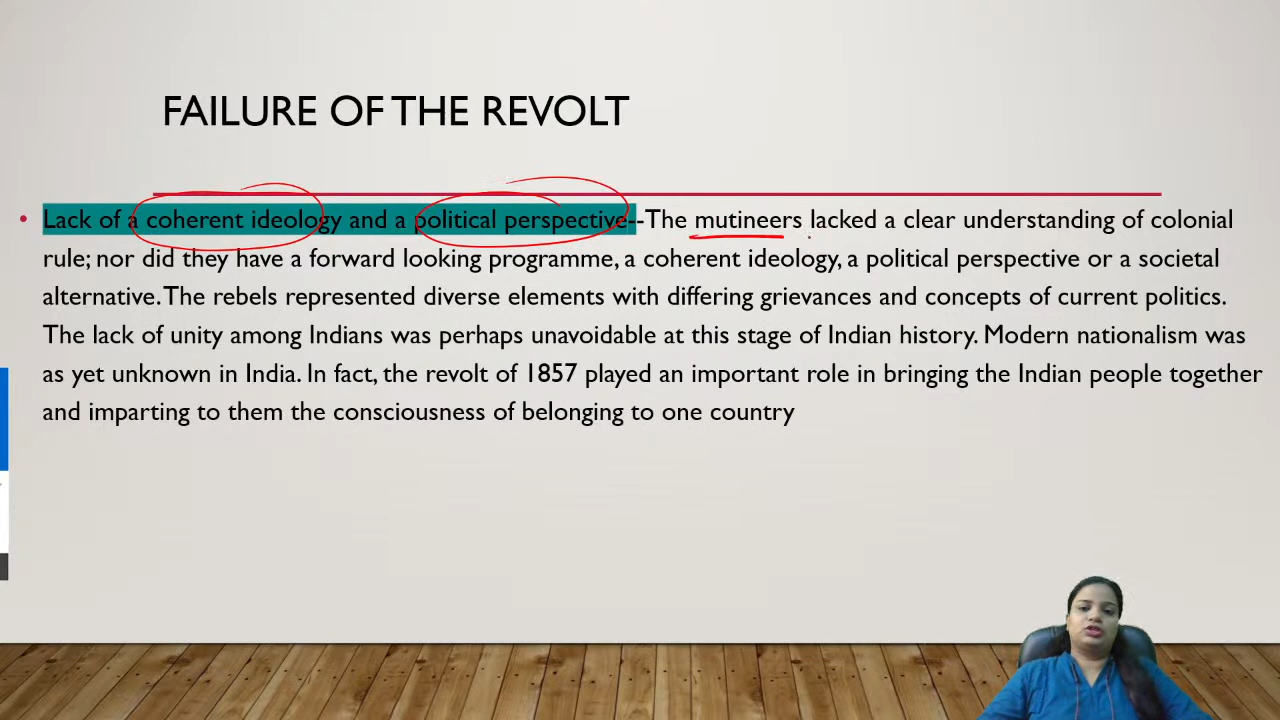 FAILURE OF THE REVOLT
• Lack of a coherent ideology and a political perspective--The mutineers lacked a clear understanding of colonial
rule; nor did they have a forward looking programme, a coherent ideology, a political perspective or a societal
alternative. The rebels represented diverse elements with differing grievances and concepts of current politics.
The lack of unity among Indians was perhaps unavoidable at this stage of Indian history. Modern nationalism was
as yet unknown in India. In fact, the revolt of 1857 played an important role in bringing the Indian people together
and imparting to them the consciousness of belonging to one country